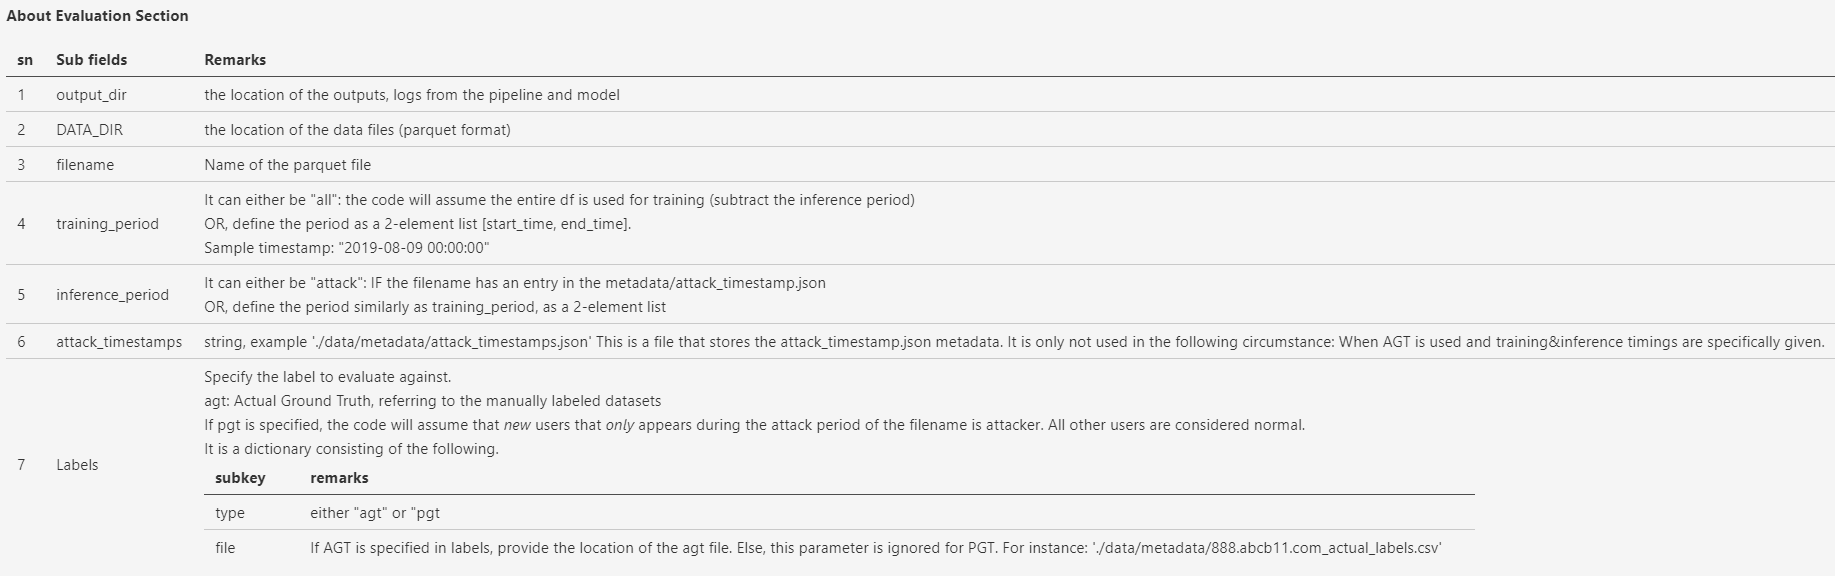 About Evaluation Section
sn Sub fields Remarks
1 output_dir the location of the outputs, logs from the pipeline and model
2 DATA_DIR the location of the data files (parquet format)
3 filename Name of the parquet file
It can either be "all": the code will assume the entire df is used for training (subtract the inference period)
4 training_period OR, define the period as a 2-element list [start_time, end_time].
Sample timestamp: "2019-08-09 00:00:00"
It can either be "attack": IF the filename has an entry in the metadata/attack_timestamp.json
5 inference_period
OR, define the period similarly as training_period, as a 2-element list
6 attack_timestamps string, example './data/metadata/attack_timestamps.json' This is a file that stores the attack_timestamp.json metadata. It is only not used in the following circumstance: When AGT is used and training&inference timings are specifically given.
Specify the label to evaluate against.
agt: Actual Ground Truth, referring to the manually labeled datasets
If pgt is specified, the code will assume that new users that only appears during the attack period of the filename is attacker. All other users are considered normal.
It is a dictionary consisting of the following.
7 Labels
subkey remarks
type either "agt" or "pgt
file If AGT is specified in labels, provide the location of the agt file. Else, this parameter is ignored for PGT. For instance: './data/metadata/888.abcb11.com_actual_labels.csv'